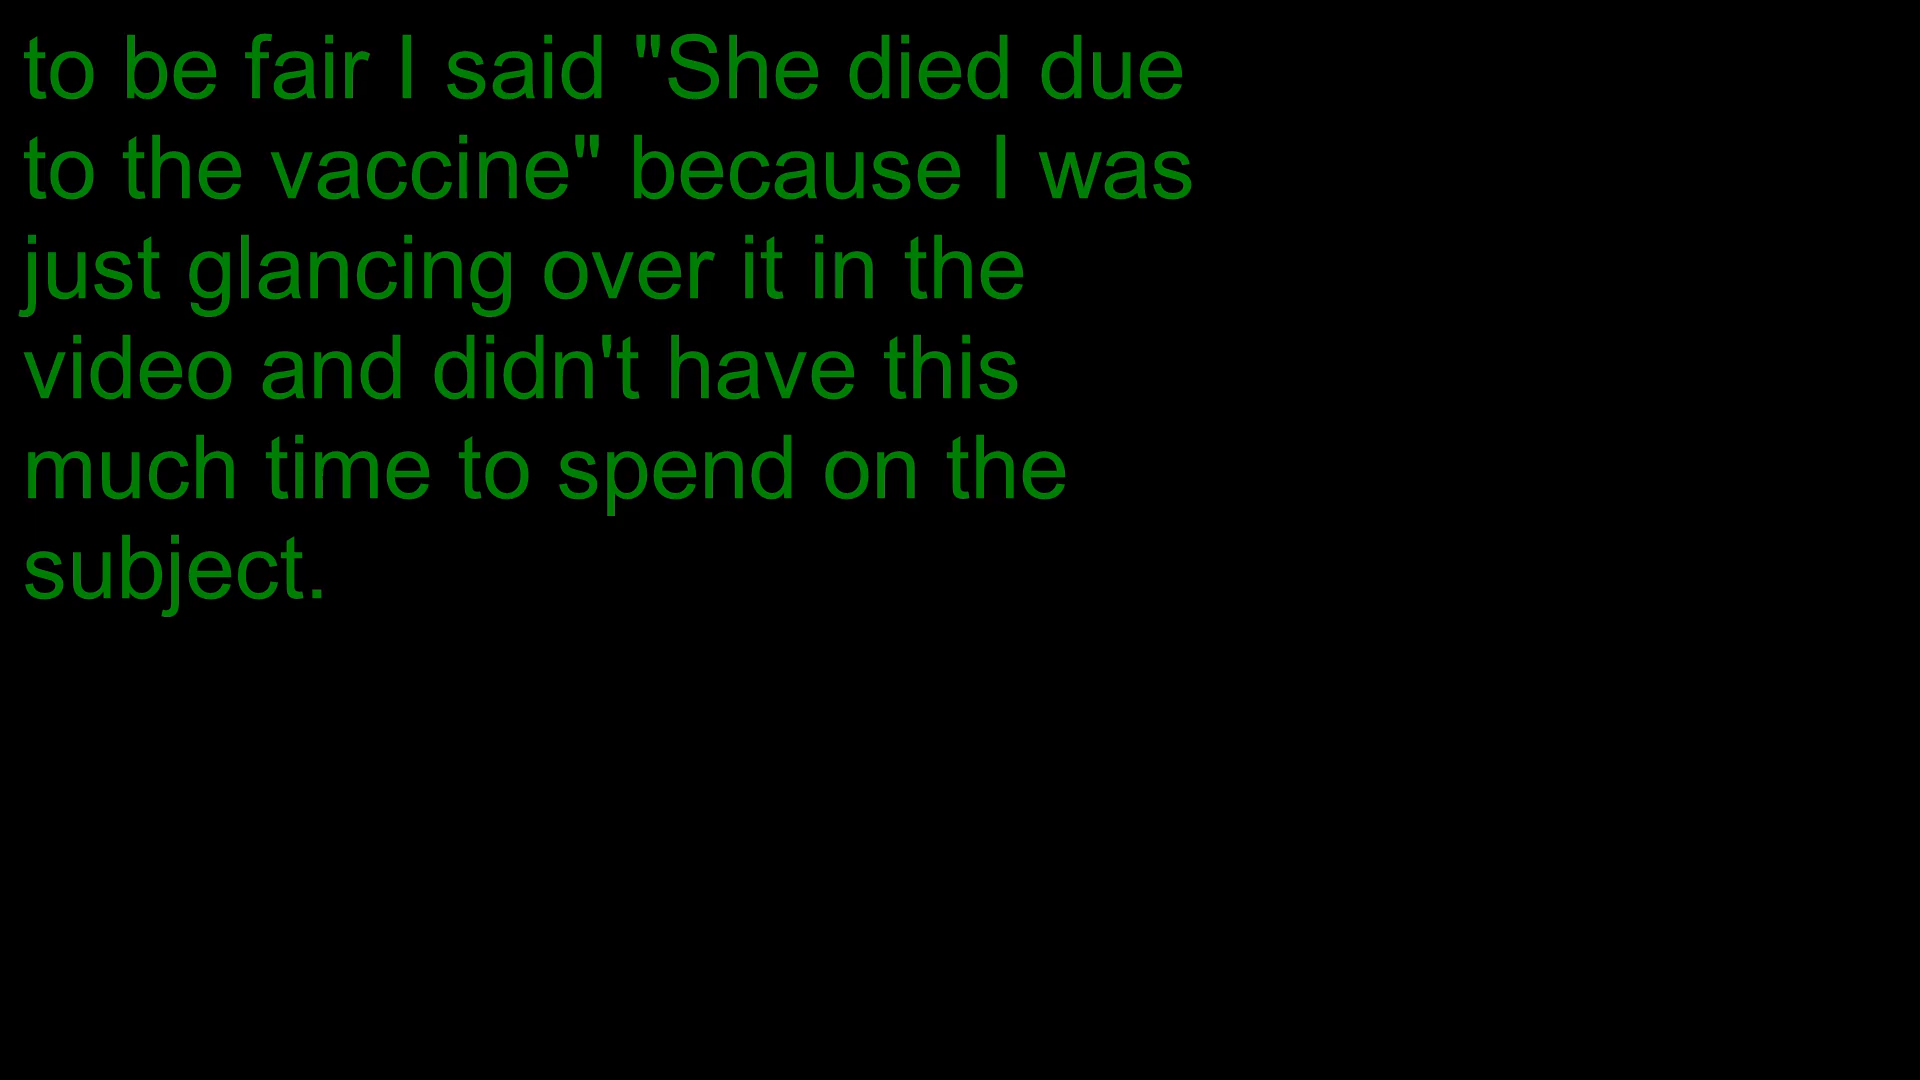 to be fair I said "She died due
to the vaccine" because I was
just glancing over it in the
video and didn't have this
much time to spend on the
subject.